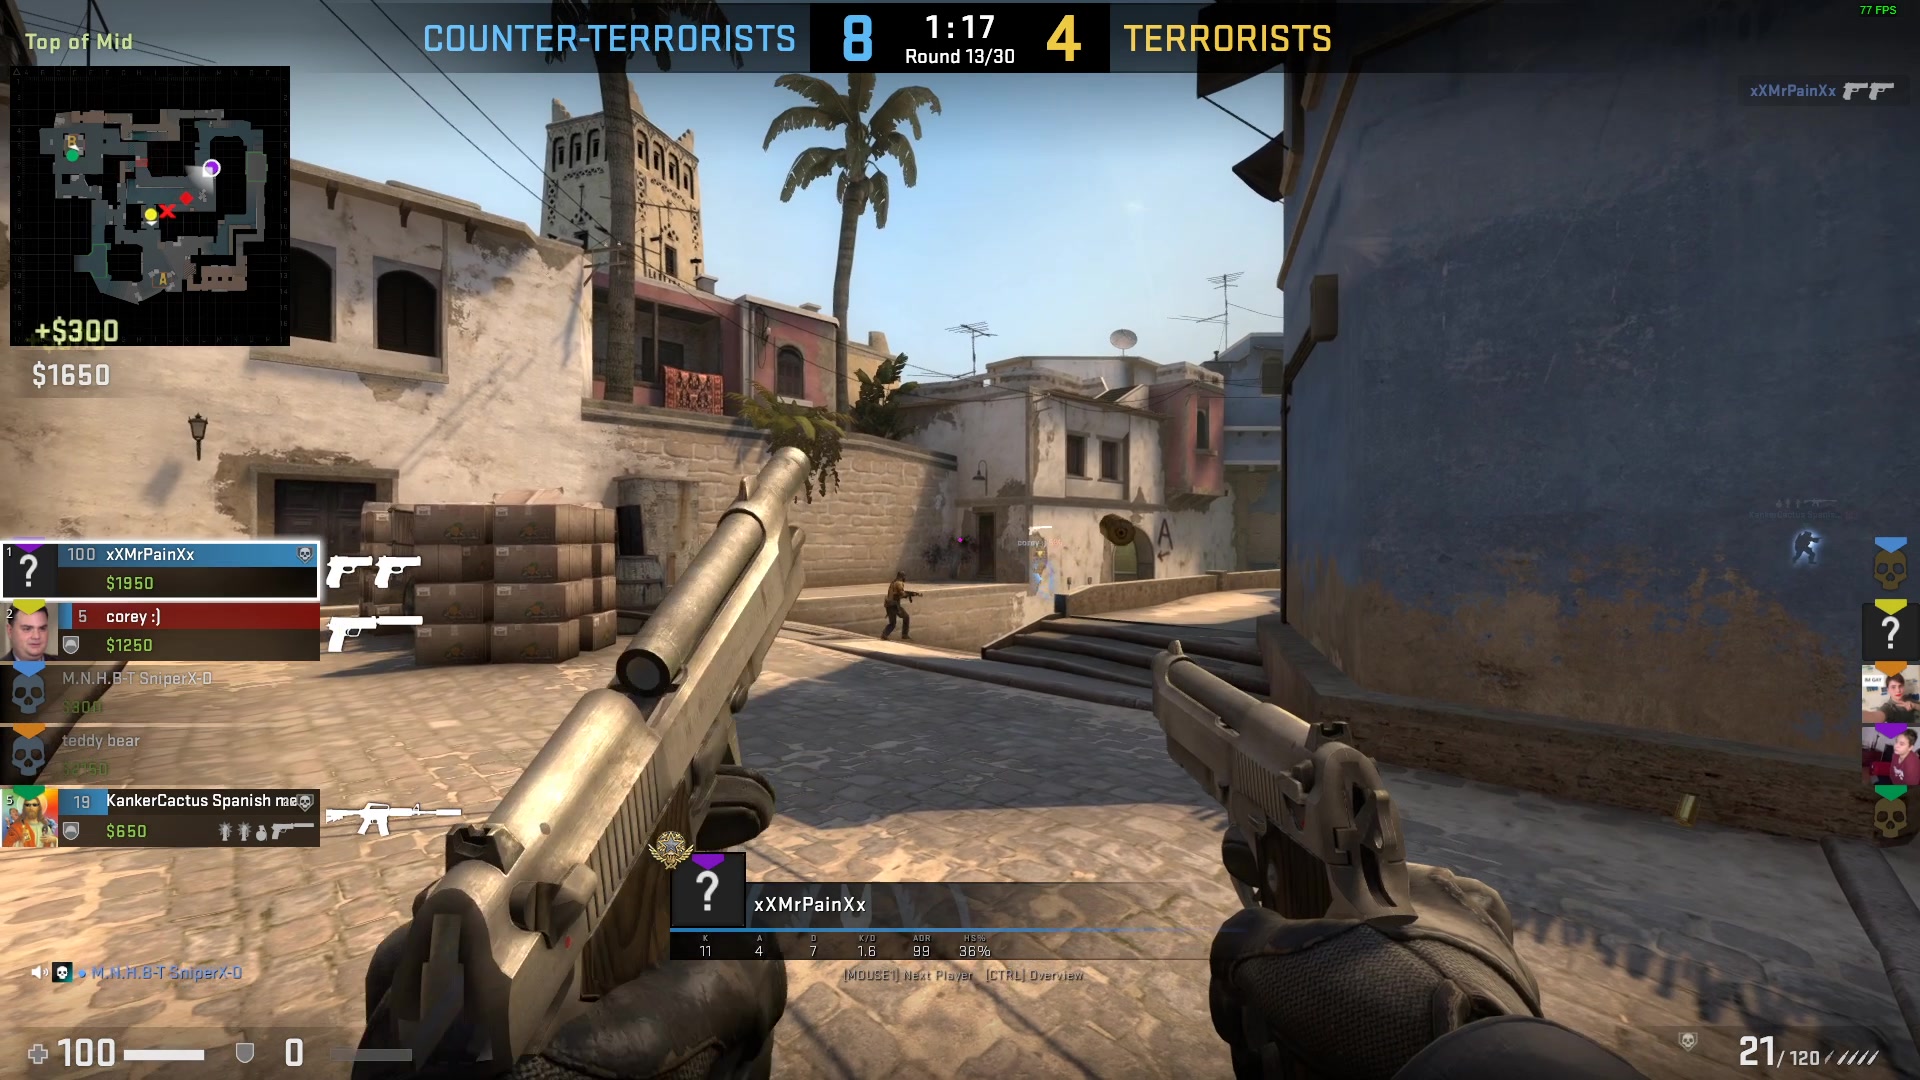 77 FPS
COUNTER-TERRORISTS 8 1:17 4 TERRORISTS
Round 13/30
Top of Mid
xXMrPainXx
B
A
+$300
$1650
1 ? 100 xXMrPainXx
$1950
2 5 corey :)
$1250
M.N.H.B-T SniperX-D
$300
teddy bear
5 19 KankerCactus Spanish
$650
A
?
?
xXMrPainXx
K A D K/D ADR HS%
11 4 7 1.6 99 36%
[MOUSE1] Next Player [CTRL] Overview
M.N.H.B-T SniperX-D
100 0
21 / 120